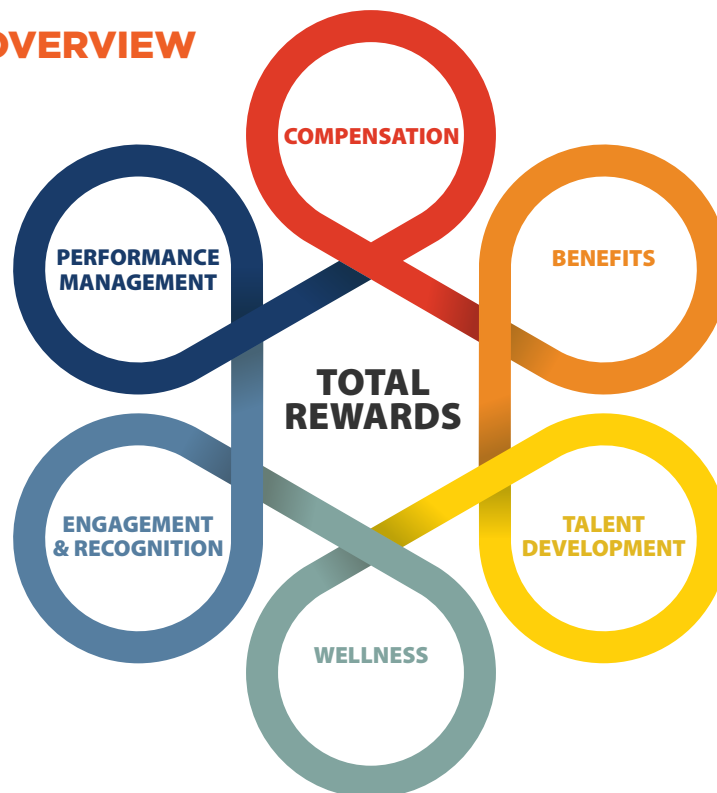 OVERVIEW
COMPENSATION
PERFORMANCE
MANAGEMENT
BENEFITS
TOTAL
REWARDS
ENGAGEMENT
& RECOGNITION
TALENT
DEVELOPMENT
WELLNESS